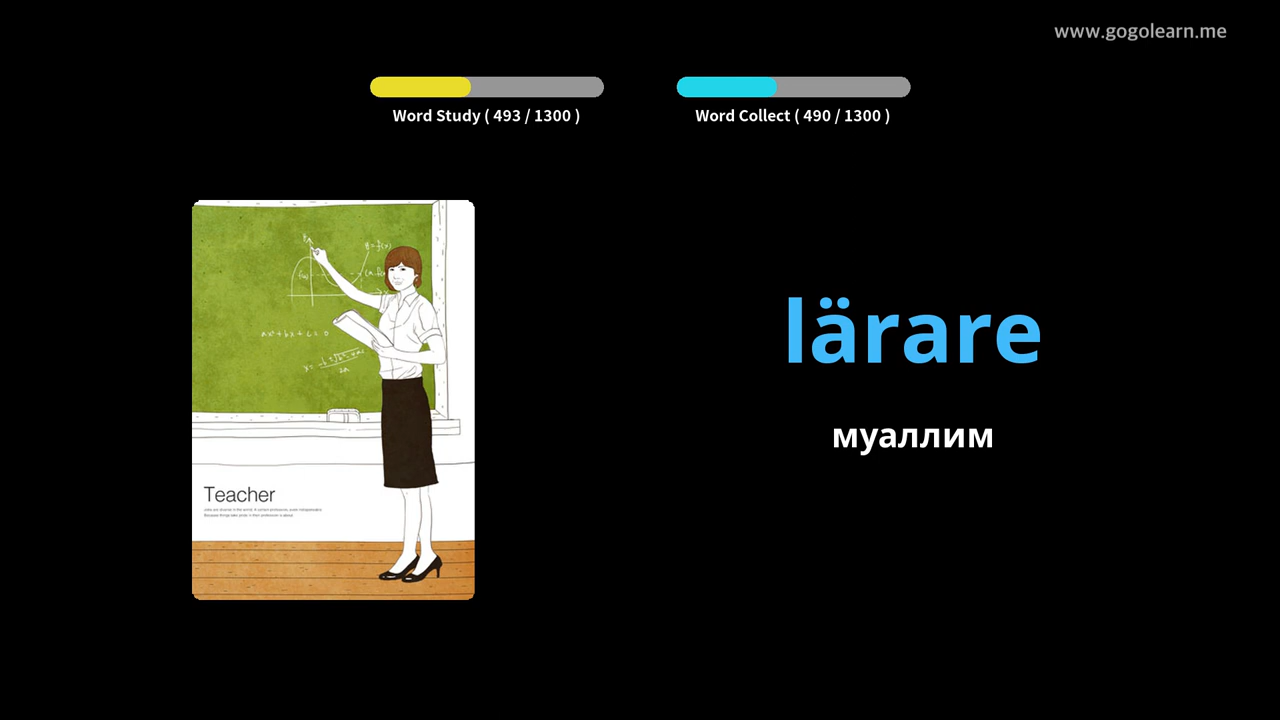 www.gogolearn.me
Word Study ( 493 / 1300 )
Word Collect ( 490 / 1300 )
lärare
муаллим
Teacher